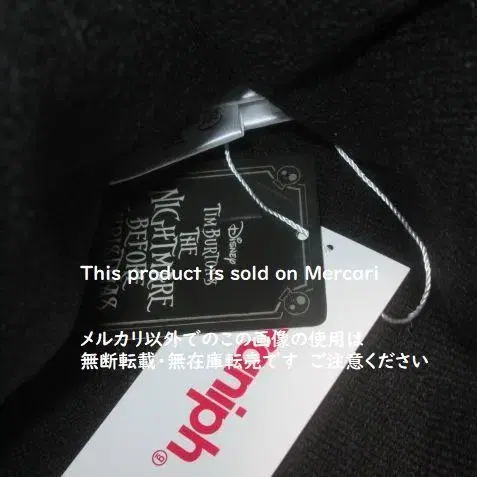 Disney
TIM BURTON'S
THE
NIGHTMARE
BEFORE
This product is sold on Mercari
メルカリ以外でのこの画像の使用は
無断転載・無在庫転売です ご注意ください
niph
®